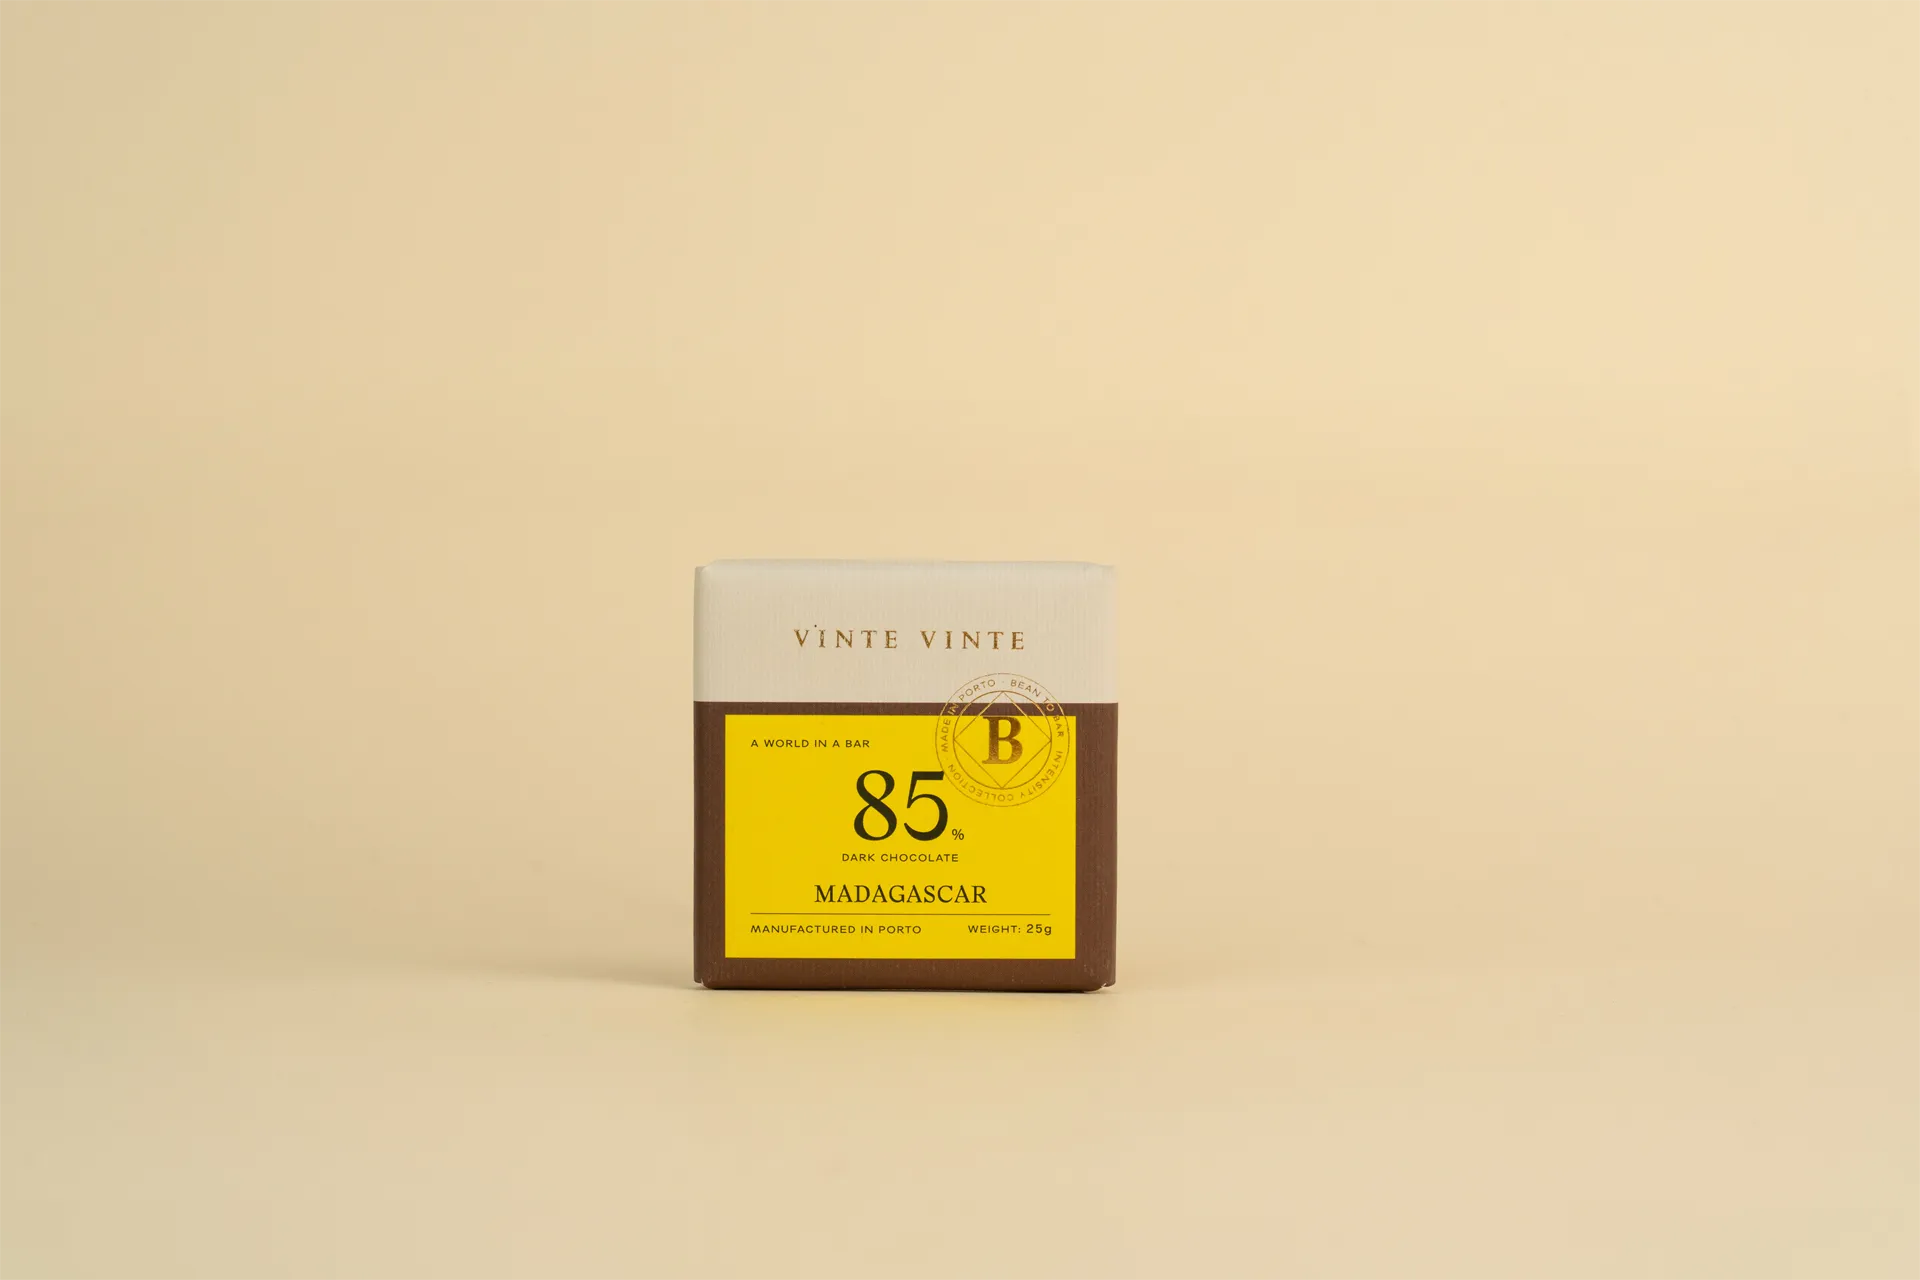 VINTE VINTE
MADE IN PORTO · BEAN TO BAR · INTENSITY COLLECTION ·
B
A WORLD IN A BAR
85%
DARK CHOCOLATE
MADAGASCAR
MANUFACTURED IN PORTO WEIGHT: 25g